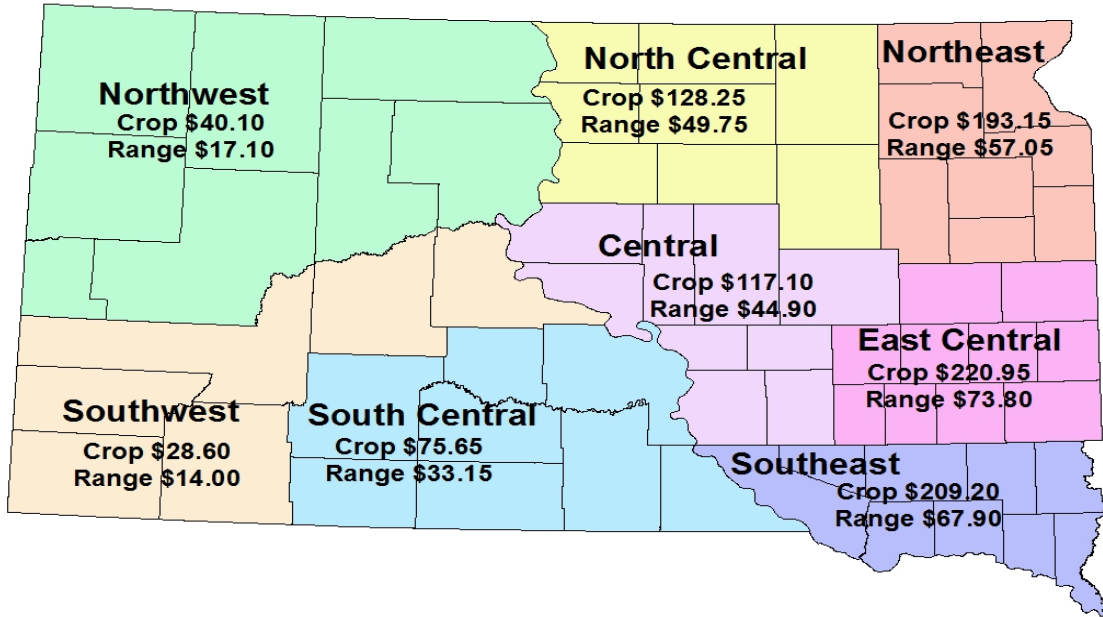 Northwest
Crop $40.10
Range $17.10
North Central
Crop $128.25
Range $49.75
Northeast
Crop $193.15
Range $57.05
Central
Crop $117.10
Range $44.90
East Central
Crop $220.95
Range $73.80
Southwest
Crop $28.60
Range $14.00
South Central
Crop $75.65
Range $33.15
Southeast
Crop $209.20
Range $67.90